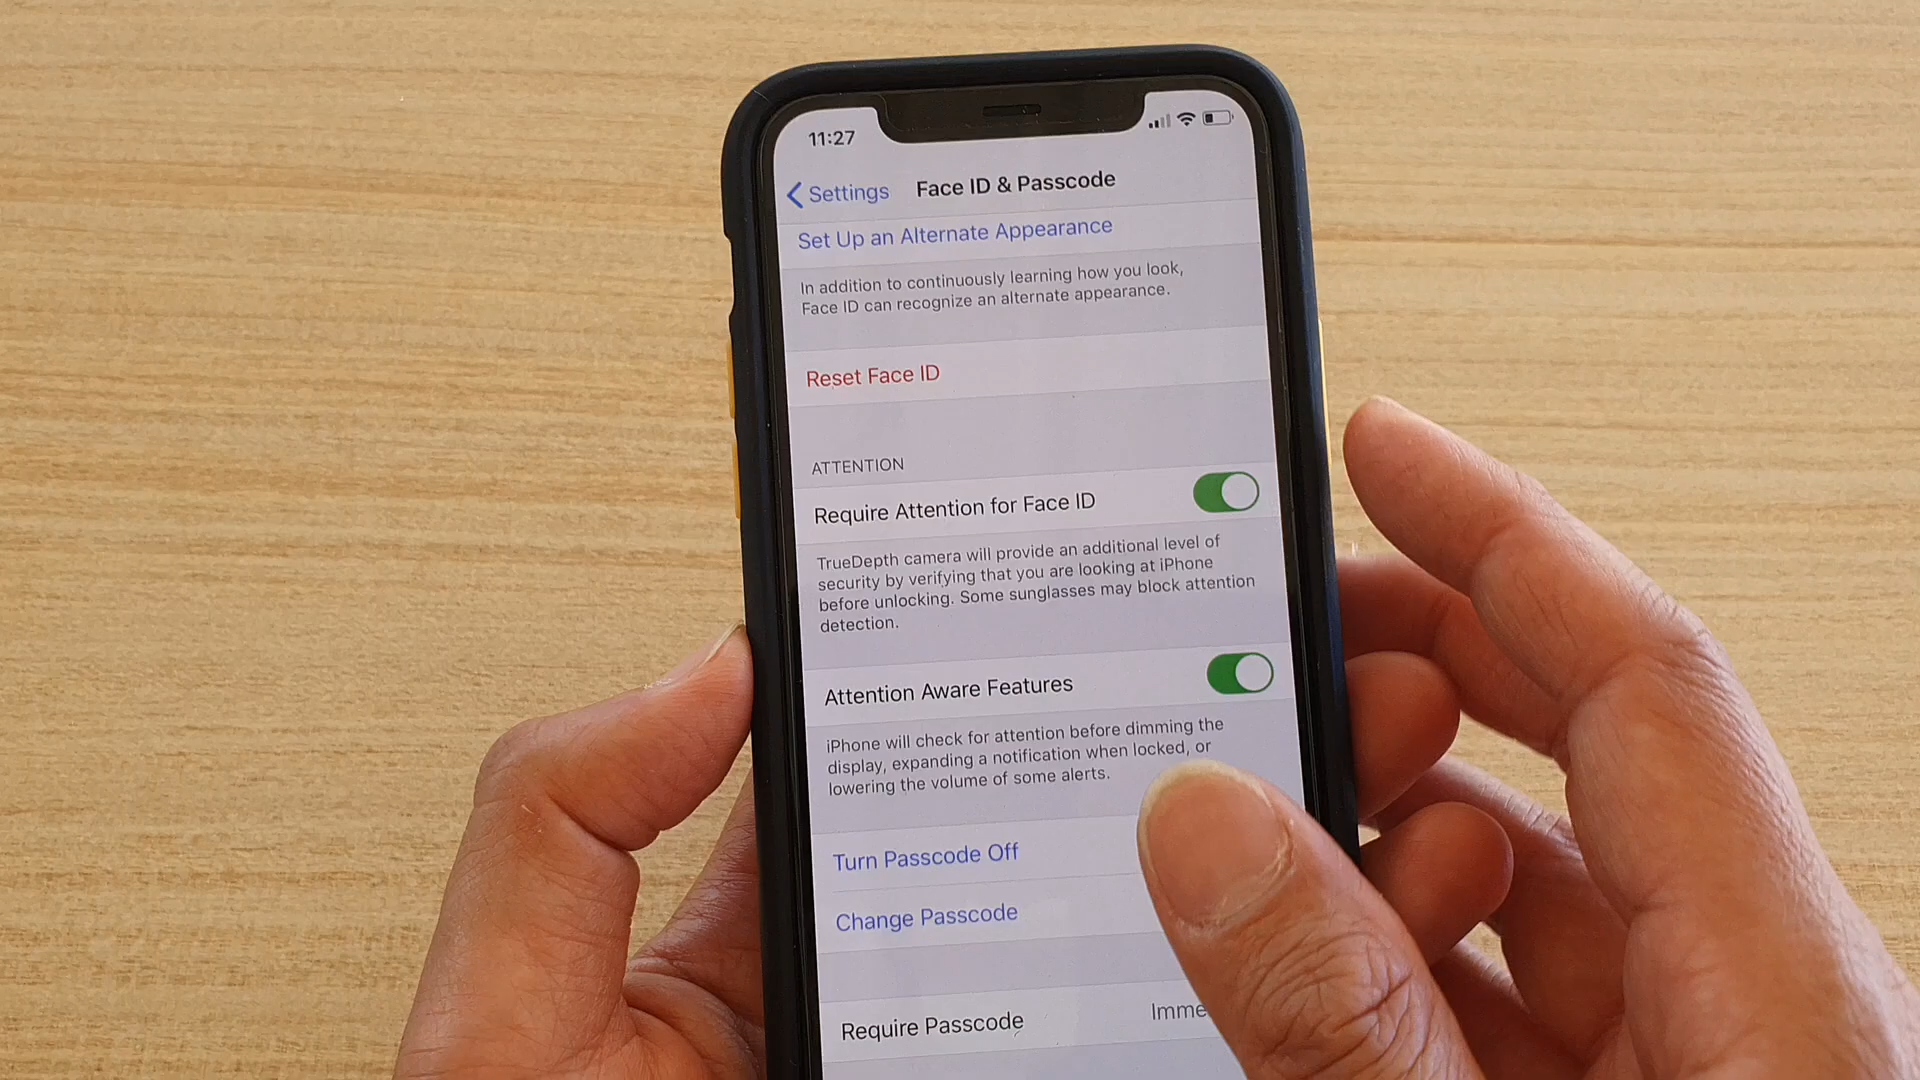 11:27
Settings
Face ID & Passcode
Set Up an Alternate Appearance
In addition to continuously learning how you look,
Face ID can recognize an alternate appearance.
Reset Face ID
ATTENTION
Require Attention for Face ID
TrueDepth camera will provide an additional level of
security by verifying that you are looking at iPhone
before unlocking. Some sunglasses may block attention
detection.
Attention Aware Features
iPhone will check for attention before dimming the
display, expanding a notification when locked, or
lowering the volume of some alerts.
Turn Passcode Off
Change Passcode
Require Passcode